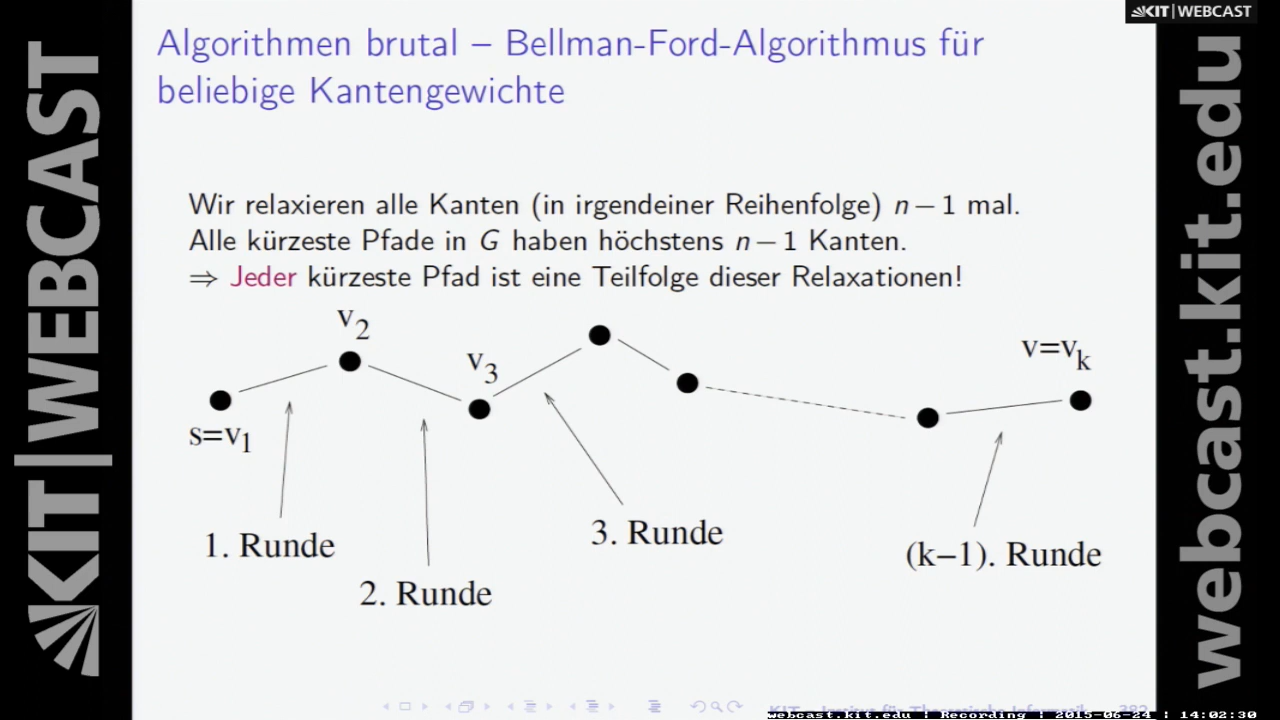 KIT|WEBCAST
Algorithmen brutal – Bellman-Ford-Algorithmus für
beliebige Kantengewichte
Wir relaxieren alle Kanten (in irgendeiner Reihenfolge) n − 1 mal.
Alle kürzeste Pfade in G haben höchstens n − 1 Kanten.
⇒ Jeder kürzeste Pfad ist eine Teilfolge dieser Relaxationen!
v2
v3
v=vk
s=v1
1. Runde
2. Runde
3. Runde
(k−1). Runde
KIT|WEBCAST
webcast.kit.edu
webcast.kit.edu | Recording | 2015-06-24 | 14:02:30